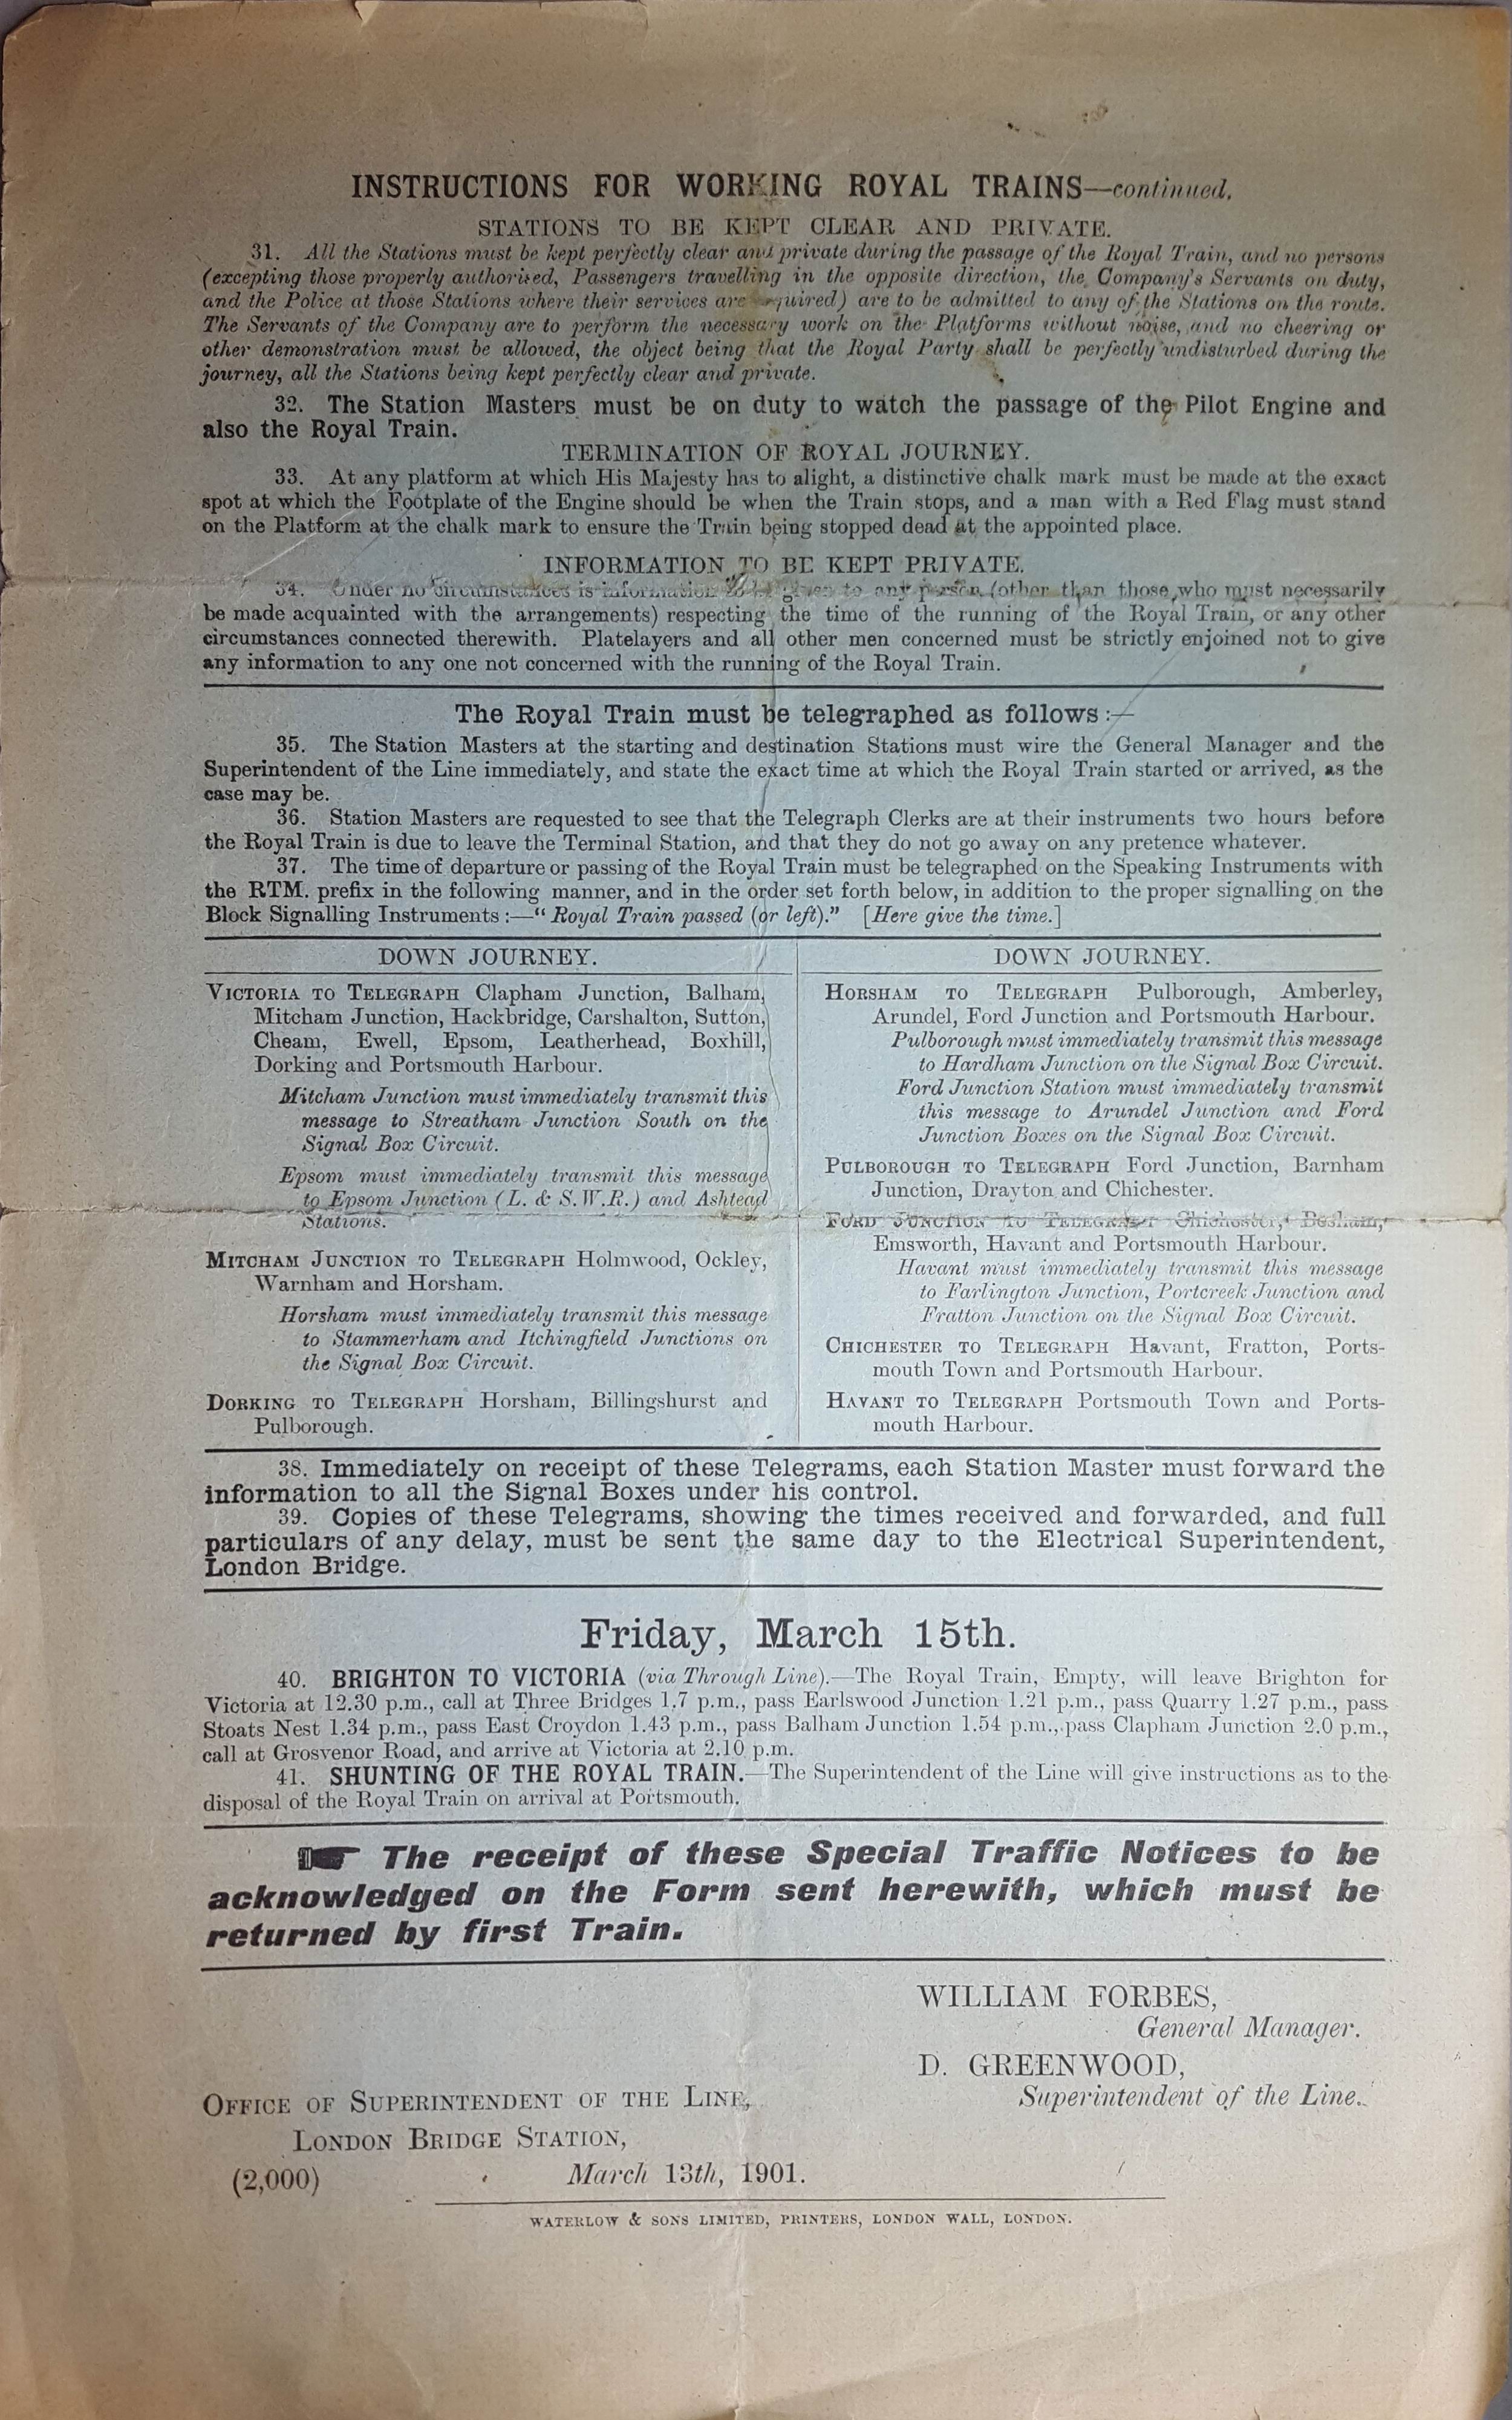 INSTRUCTIONS FOR WORKING ROYAL TRAINS—continued.
STATIONS TO BE KEPT CLEAR AND PRIVATE.
31. All the Stations must be kept perfectly clear and private during the passage of the Royal Train, and no persons
(excepting those properly authorised, Passengers travelling in the opposite direction, the Company's Servants on duty,
and the Police at those Stations where their services are required) are to be admitted to any of the Stations on the route.
The Servants of the Company are to perform the necessary work on the Platforms without noise, and no cheering or
other demonstration must be allowed, the object being that the Royal Party shall be perfectly undisturbed during the
journey, all the Stations being kept perfectly clear and private.
32. The Station Masters must be on duty to watch the passage of the Pilot Engine and
also the Royal Train.
TERMINATION OF ROYAL JOURNEY.
33. At any platform at which His Majesty has to alight, a distinctive chalk mark must be made at the exact
spot at which the Footplate of the Engine should be when the Train stops, and a man with a Red Flag must stand
on the Platform at the chalk mark to ensure the Train being stopped dead at the appointed place.
INFORMATION TO BE KEPT PRIVATE.
34. Under no circumstances is information to be given to any person (other than those who must necessarily
be made acquainted with the arrangements) respecting the time of the running of the Royal Train, or any other
circumstances connected therewith. Platelayers and all other men concerned must be strictly enjoined not to give
any information to any one not concerned with the running of the Royal Train.
The Royal Train must be telegraphed as follows:—
35. The Station Masters at the starting and destination Stations must wire the General Manager and the
Superintendent of the Line immediately, and state the exact time at which the Royal Train started or arrived, as the
case may be.
36. Station Masters are requested to see that the Telegraph Clerks are at their instruments two hours before
the Royal Train is due to leave the Terminal Station, and that they do not go away on any pretence whatever.
37. The time of departure or passing of the Royal Train must be telegraphed on the Speaking Instruments with
the RTM. prefix in the following manner, and in the order set forth below, in addition to the proper signalling on the
Block Signalling Instruments:—"Royal Train passed (or left)." [Here give the time.]
DOWN JOURNEY.
VICTORIA TO TELEGRAPH Clapham Junction, Balham,
Mitcham Junction, Hackbridge, Carshalton, Sutton,
Cheam, Ewell, Epsom, Leatherhead, Boxhill,
Dorking and Portsmouth Harbour.
Mitcham Junction must immediately transmit this
message to Streatham Junction South on the
Signal Box Circuit.
Epsom must immediately transmit this message
to Epsom Junction (L. & S.W.R.) and Ashtead
Stations.
MITCHAM JUNCTION TO TELEGRAPH Holmwood, Ockley,
Warnham and Horsham.
Horsham must immediately transmit this message
to Stammerham and Itchingfield Junctions on
the Signal Box Circuit.
DORKING TO TELEGRAPH Horsham, Billingshurst and
Pulborough.
DOWN JOURNEY.
HORSHAM TO TELEGRAPH Pulborough, Amberley,
Arundel, Ford Junction and Portsmouth Harbour.
Pulborough must immediately transmit this message
to Hardham Junction on the Signal Box Circuit.
Ford Junction Station must immediately transmit
this message to Arundel Junction and Ford
Junction Boxes on the Signal Box Circuit.
PULBOROUGH TO TELEGRAPH Ford Junction, Barnham
Junction, Drayton and Chichester.
FORD JUNCTION TO TELEGRAPH Chichester, Bosham,
Emsworth, Havant and Portsmouth Harbour.
Havant must immediately transmit this message
to Farlington Junction, Portcreek Junction and
Fratton Junction on the Signal Box Circuit.
CHICHESTER TO TELEGRAPH Havant, Fratton, Ports-
mouth Town and Portsmouth Harbour.
HAVANT TO TELEGRAPH Portsmouth Town and Ports-
mouth Harbour.
38. Immediately on receipt of these Telegrams, each Station Master must forward the
information to all the Signal Boxes under his control.
39. Copies of these Telegrams, showing the times received and forwarded, and full
particulars of any delay, must be sent the same day to the Electrical Superintendent,
London Bridge.
Friday, March 15th.
40. BRIGHTON TO VICTORIA (via Through Line).—The Royal Train, Empty, will leave Brighton for
Victoria at 12.30 p.m., call at Three Bridges 1.7 p.m., pass Earlswood Junction 1.21 p.m., pass Quarry 1.27 p.m., pass
Stoats Nest 1.34 p.m., pass East Croydon 1.43 p.m., pass Balham Junction 1.54 p.m., pass Clapham Junction 2.0 p.m.,
call at Grosvenor Road, and arrive at Victoria at 2.10 p.m.
41. SHUNTING OF THE ROYAL TRAIN.—The Superintendent of the Line will give instructions as to the
disposal of the Royal Train on arrival at Portsmouth.
☛ The receipt of these Special Traffic Notices to be
acknowledged on the Form sent herewith, which must be
returned by first Train.
WILLIAM FORBES,
General Manager.
D. GREENWOOD,
Superintendent of the Line.
OFFICE OF SUPERINTENDENT OF THE LINE,
LONDON BRIDGE STATION,
(2,000) March 13th, 1901.
WATERLOW & SONS LIMITED, PRINTERS, LONDON WALL, LONDON.